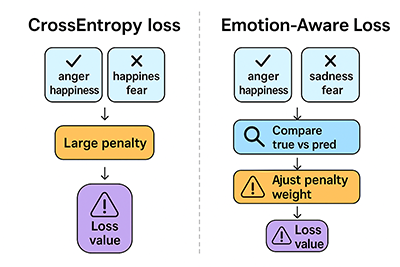 CrossEntropy loss
anger
happiness
happines
fear
Large penalty
Loss
value
Emotion-Aware Loss
anger
happiness
sadness
fear
Compare
true vs pred
Ajust penalty
weight
Loss
value